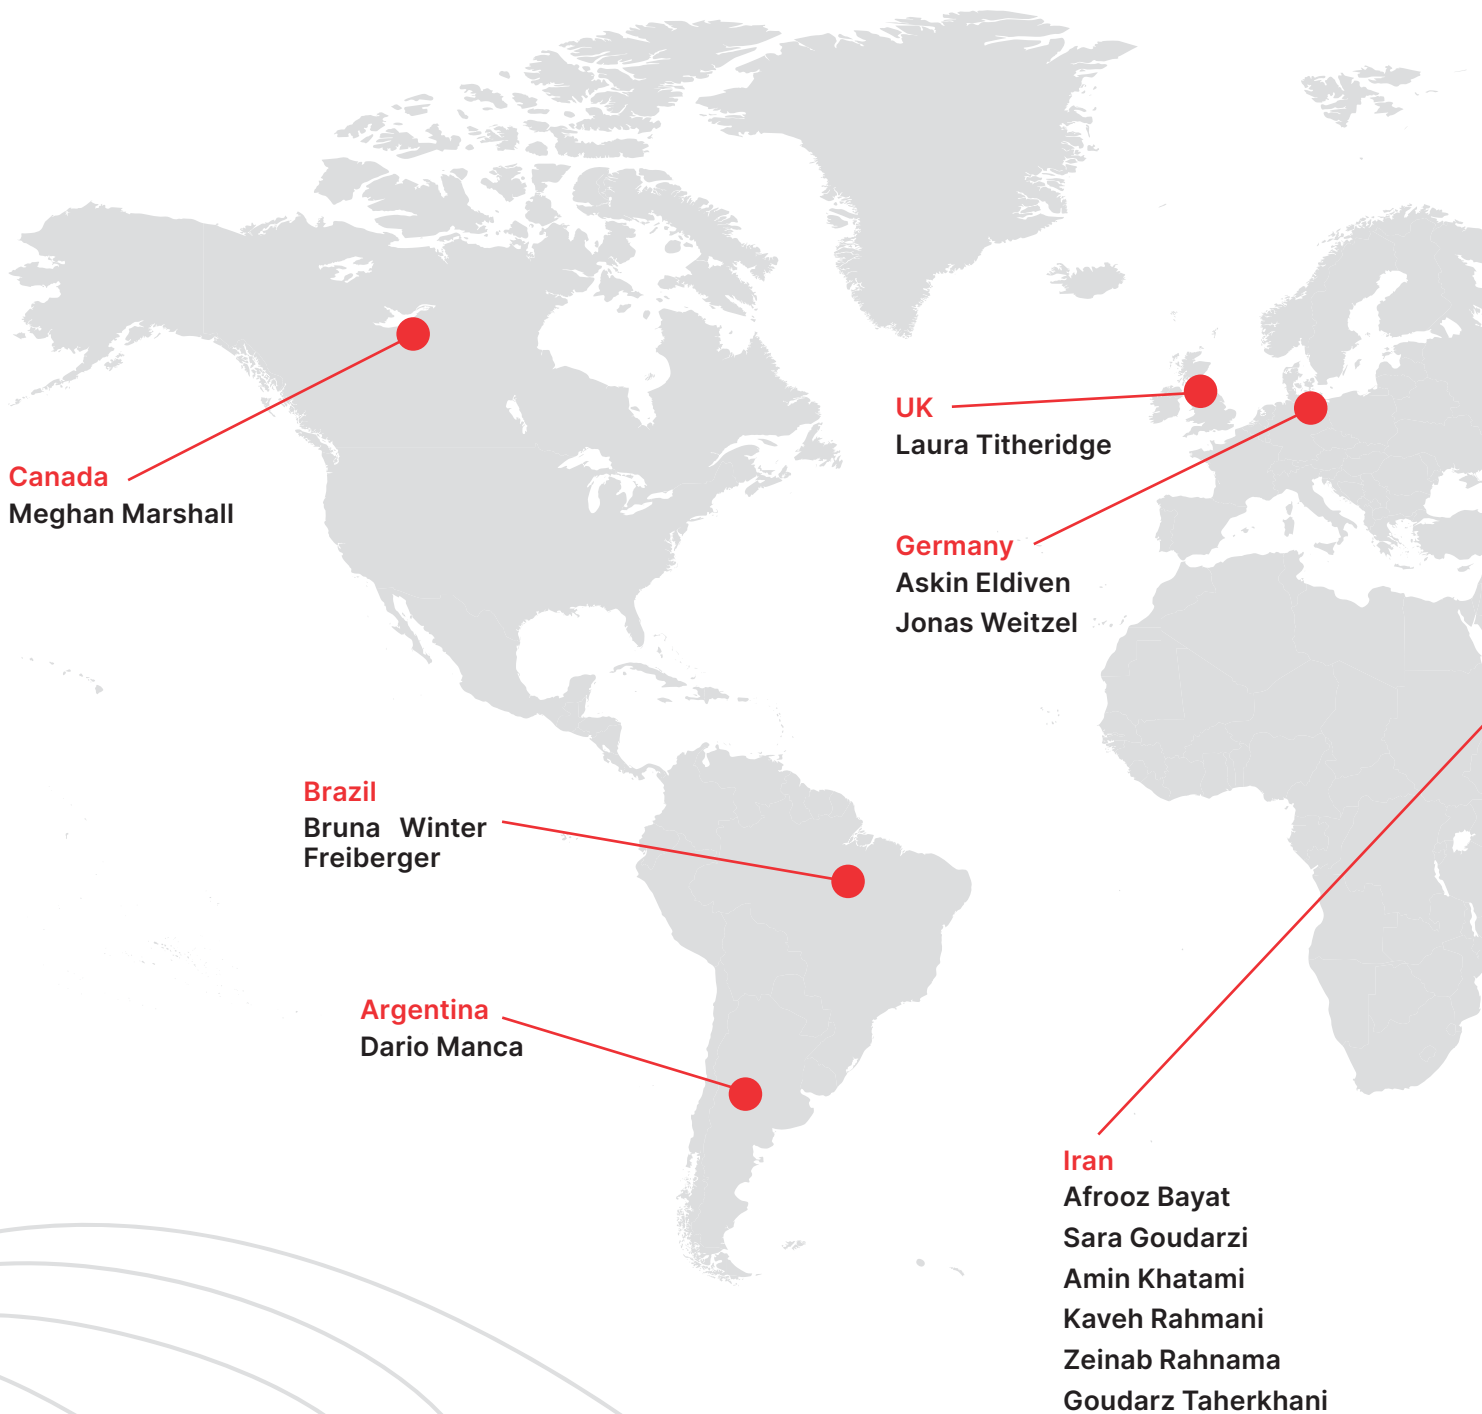 UK
Laura Titheridge
Canada
Meghan Marshall
Germany
Askin Eldiven
Jonas Weitzel
Brazil
Bruna Winter
Freiberger
Argentina
Dario Manca
Iran
Afrooz Bayat
Sara Goudarzi
Amin Khatami
Kaveh Rahmani
Zeinab Rahnama
Goudarz Taherkhani